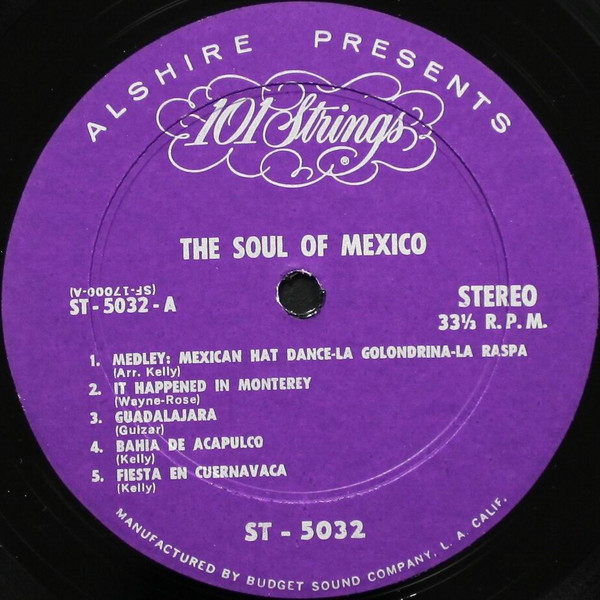 ALSHIRE PRESENTS
101 Strings ®
THE SOUL OF MEXICO
(SF-17000-A)
ST-5032-A
STEREO
33⅓ R.P.M.
1. MEDLEY: MEXICAN HAT DANCE-LA GOLONDRINA-LA RASPA
(Arr. Kelly)
2. IT HAPPENED IN MONTEREY
(Wayne-Rose)
3. GUADALAJARA
(Guizar)
4. BAHIA DE ACAPULCO
(Kelly)
5. FIESTA EN CUERNAVACA
(Kelly)
ST - 5032
MANUFACTURED BY BUDGET SOUND COMPANY. L. A. CALIF.